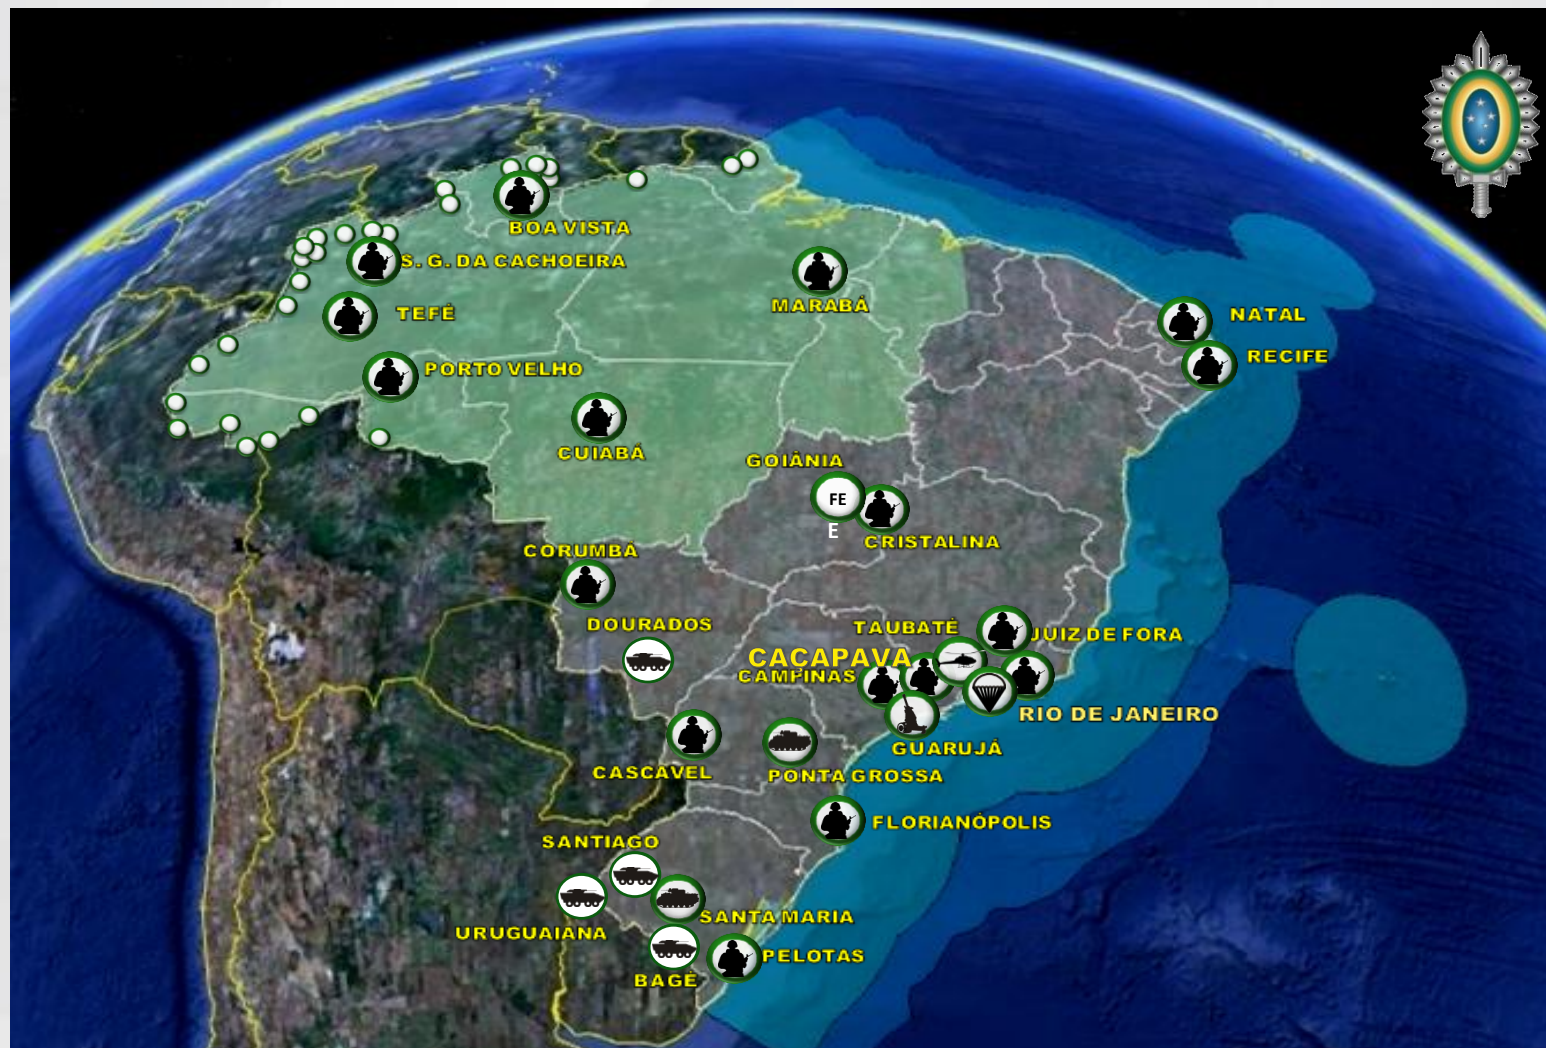 BOA VISTA
S. G. DA CACHOEIRA
MARABÁ
TEFÉ
NATAL
RECIFE
PORTO VELHO
CUIABÁ
GOIÂNIA
FE
E
CRISTALINA
CORUMBÁ
DOURADOS
TAUBATÉ
JUIZ DE FORA
CACAPAVA
CAMPINAS
RIO DE JANEIRO
GUARUJÁ
CASCAVEL
PONTA GROSSA
FLORIANÓPOLIS
SANTIAGO
SANTA MARIA
URUGUAIANA
PELOTAS
BAGÉ